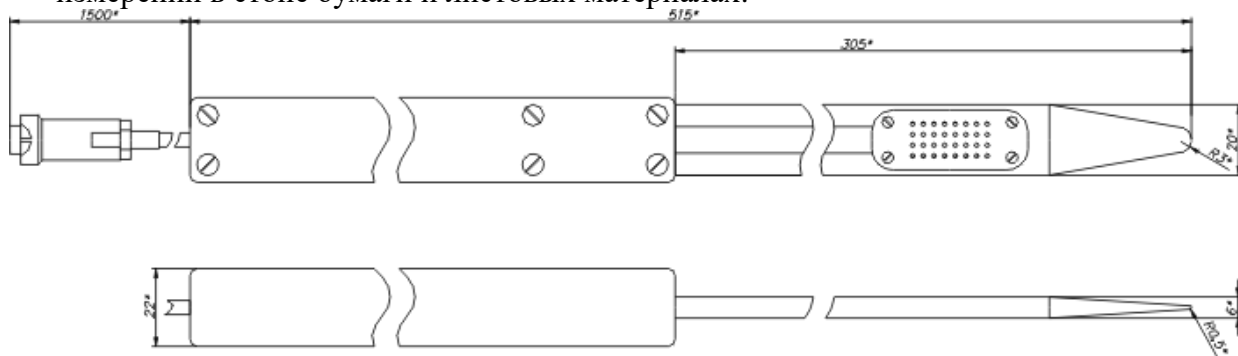 измерений в стопе бумаги и листовых материалах.
1500*
515*
305*
20*
R3*
22*
6*
R0,5*